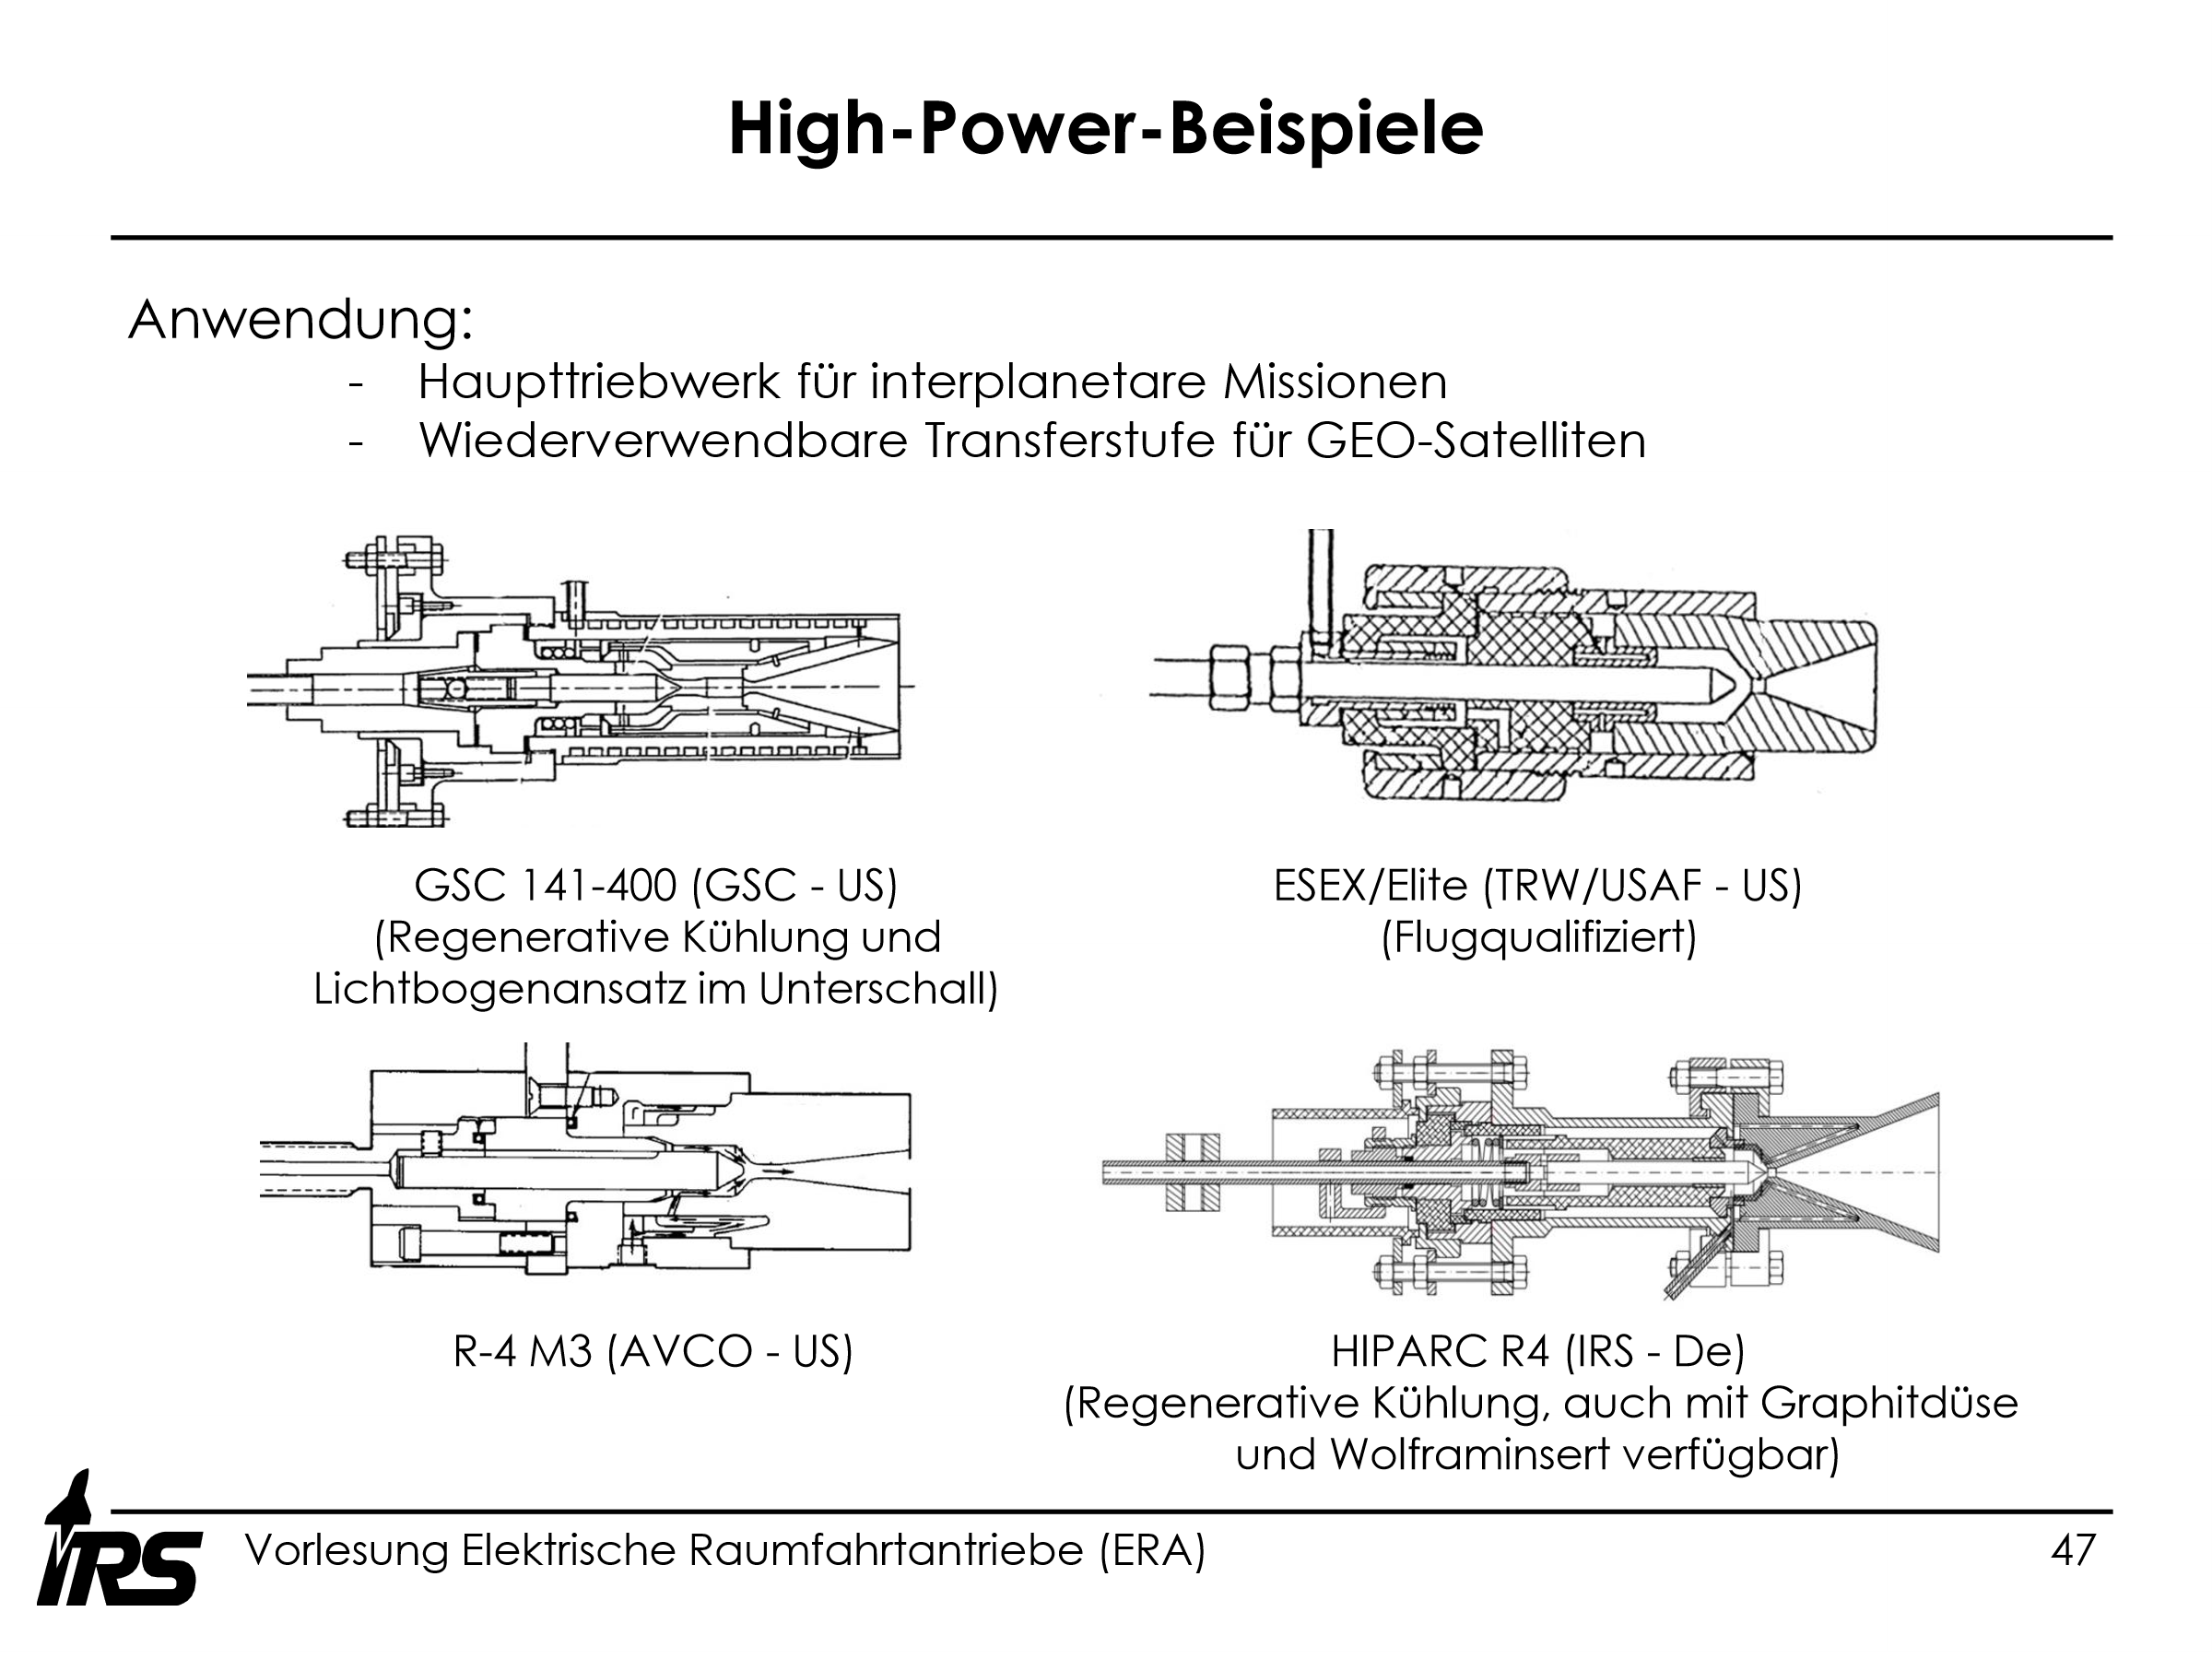 High-Power-Beispiele
Anwendung:
- Haupttriebwerk für interplanetare Missionen
- Wiederverwendbare Transferstufe für GEO-Satelliten
GSC 141-400 (GSC - US)
(Regenerative Kühlung und
Lichtbogenansatz im Unterschall)
ESEX/Elite (TRW/USAF - US)
(Flugqualifiziert)
R-4 M3 (AVCO - US)
HIPARC R4 (IRS - De)
(Regenerative Kühlung, auch mit Graphitdüse
und Wolframinsert verfügbar)
IRS
Vorlesung Elektrische Raumfahrtantriebe (ERA)
47